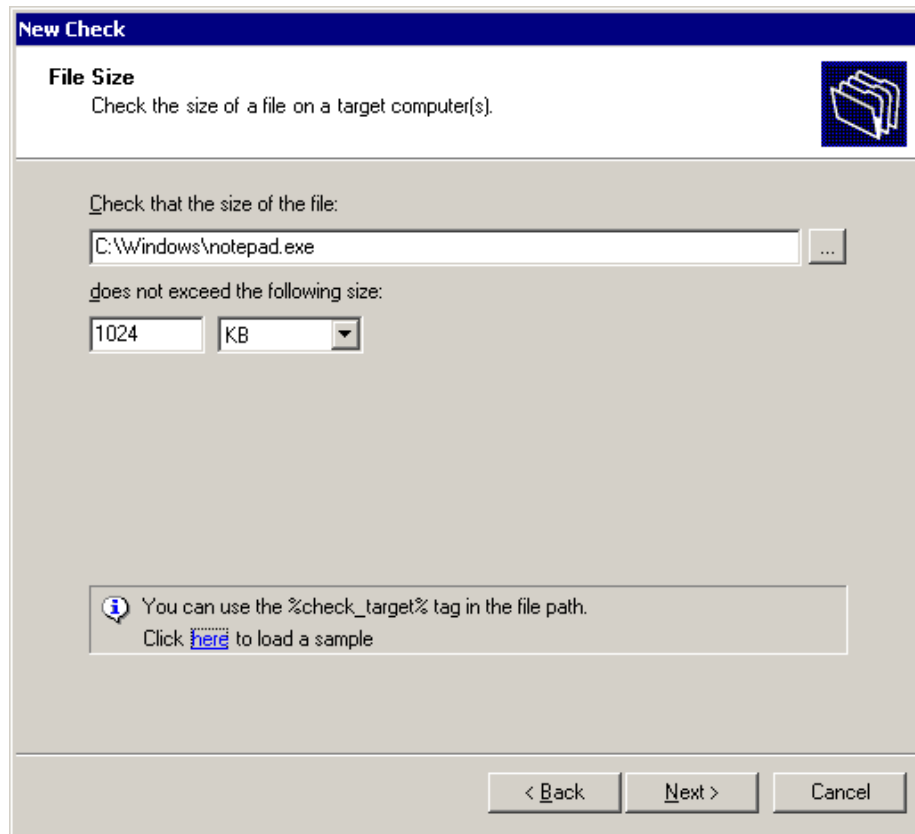 New Check
File Size
Check the size of a file on a target computer(s).
Check that the size of the file:
C:\Windows\notepad.exe
...
does not exceed the following size:
1024 KB
You can use the %check_target% tag in the file path.
Click here to load a sample
< Back Next > Cancel